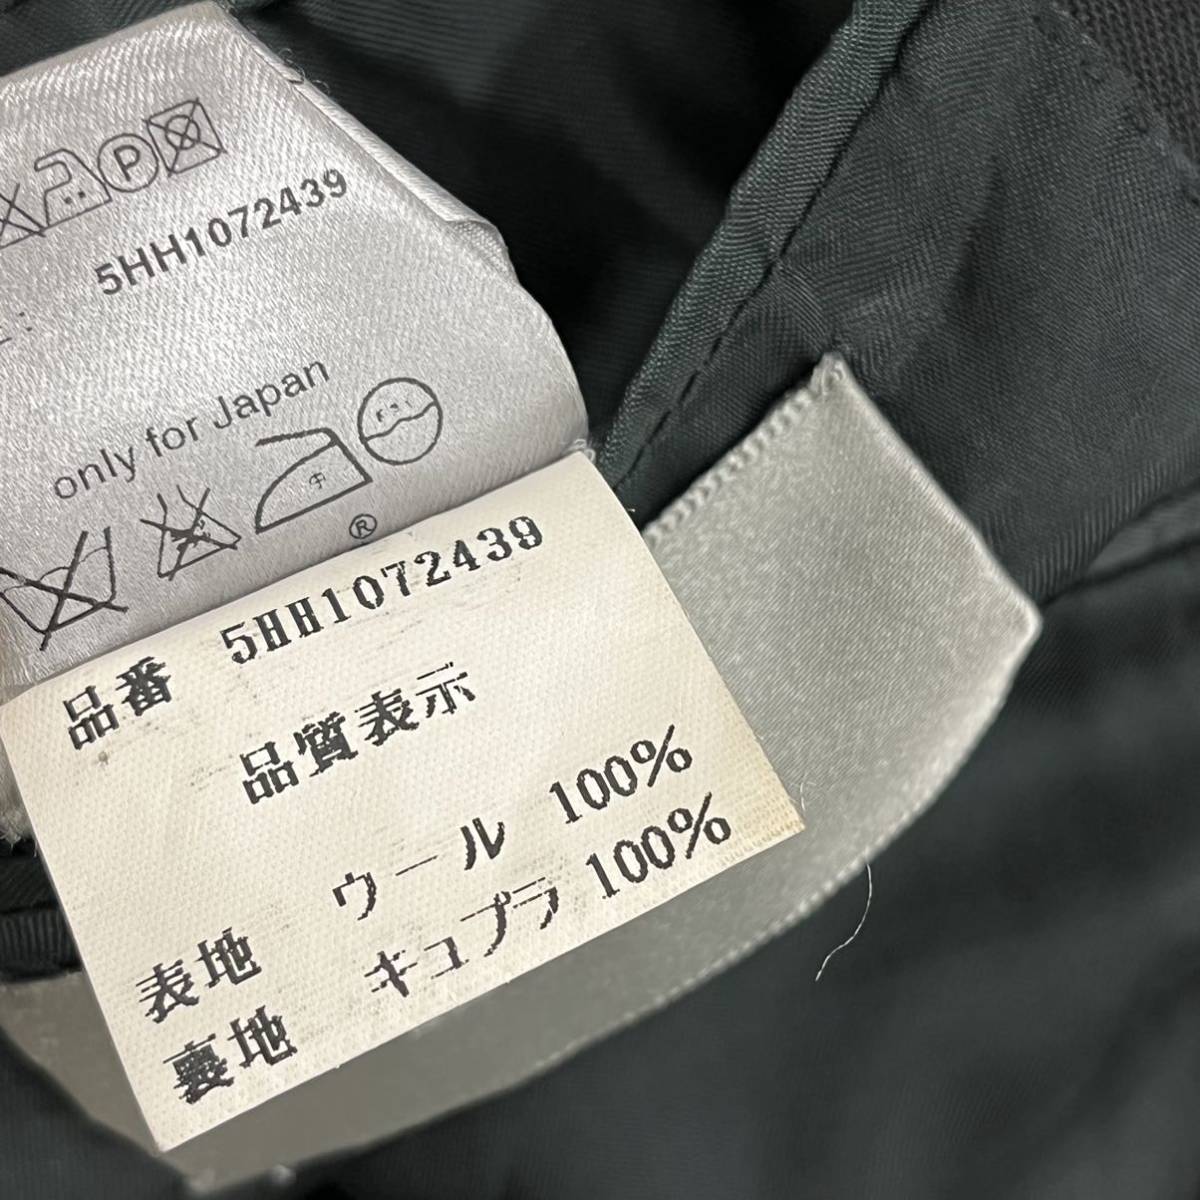 P
5HH1072439
only for Japan
中
®
品番 5HH1072439
品質表示
表地 ウール 100%
裏地 キュプラ 100%